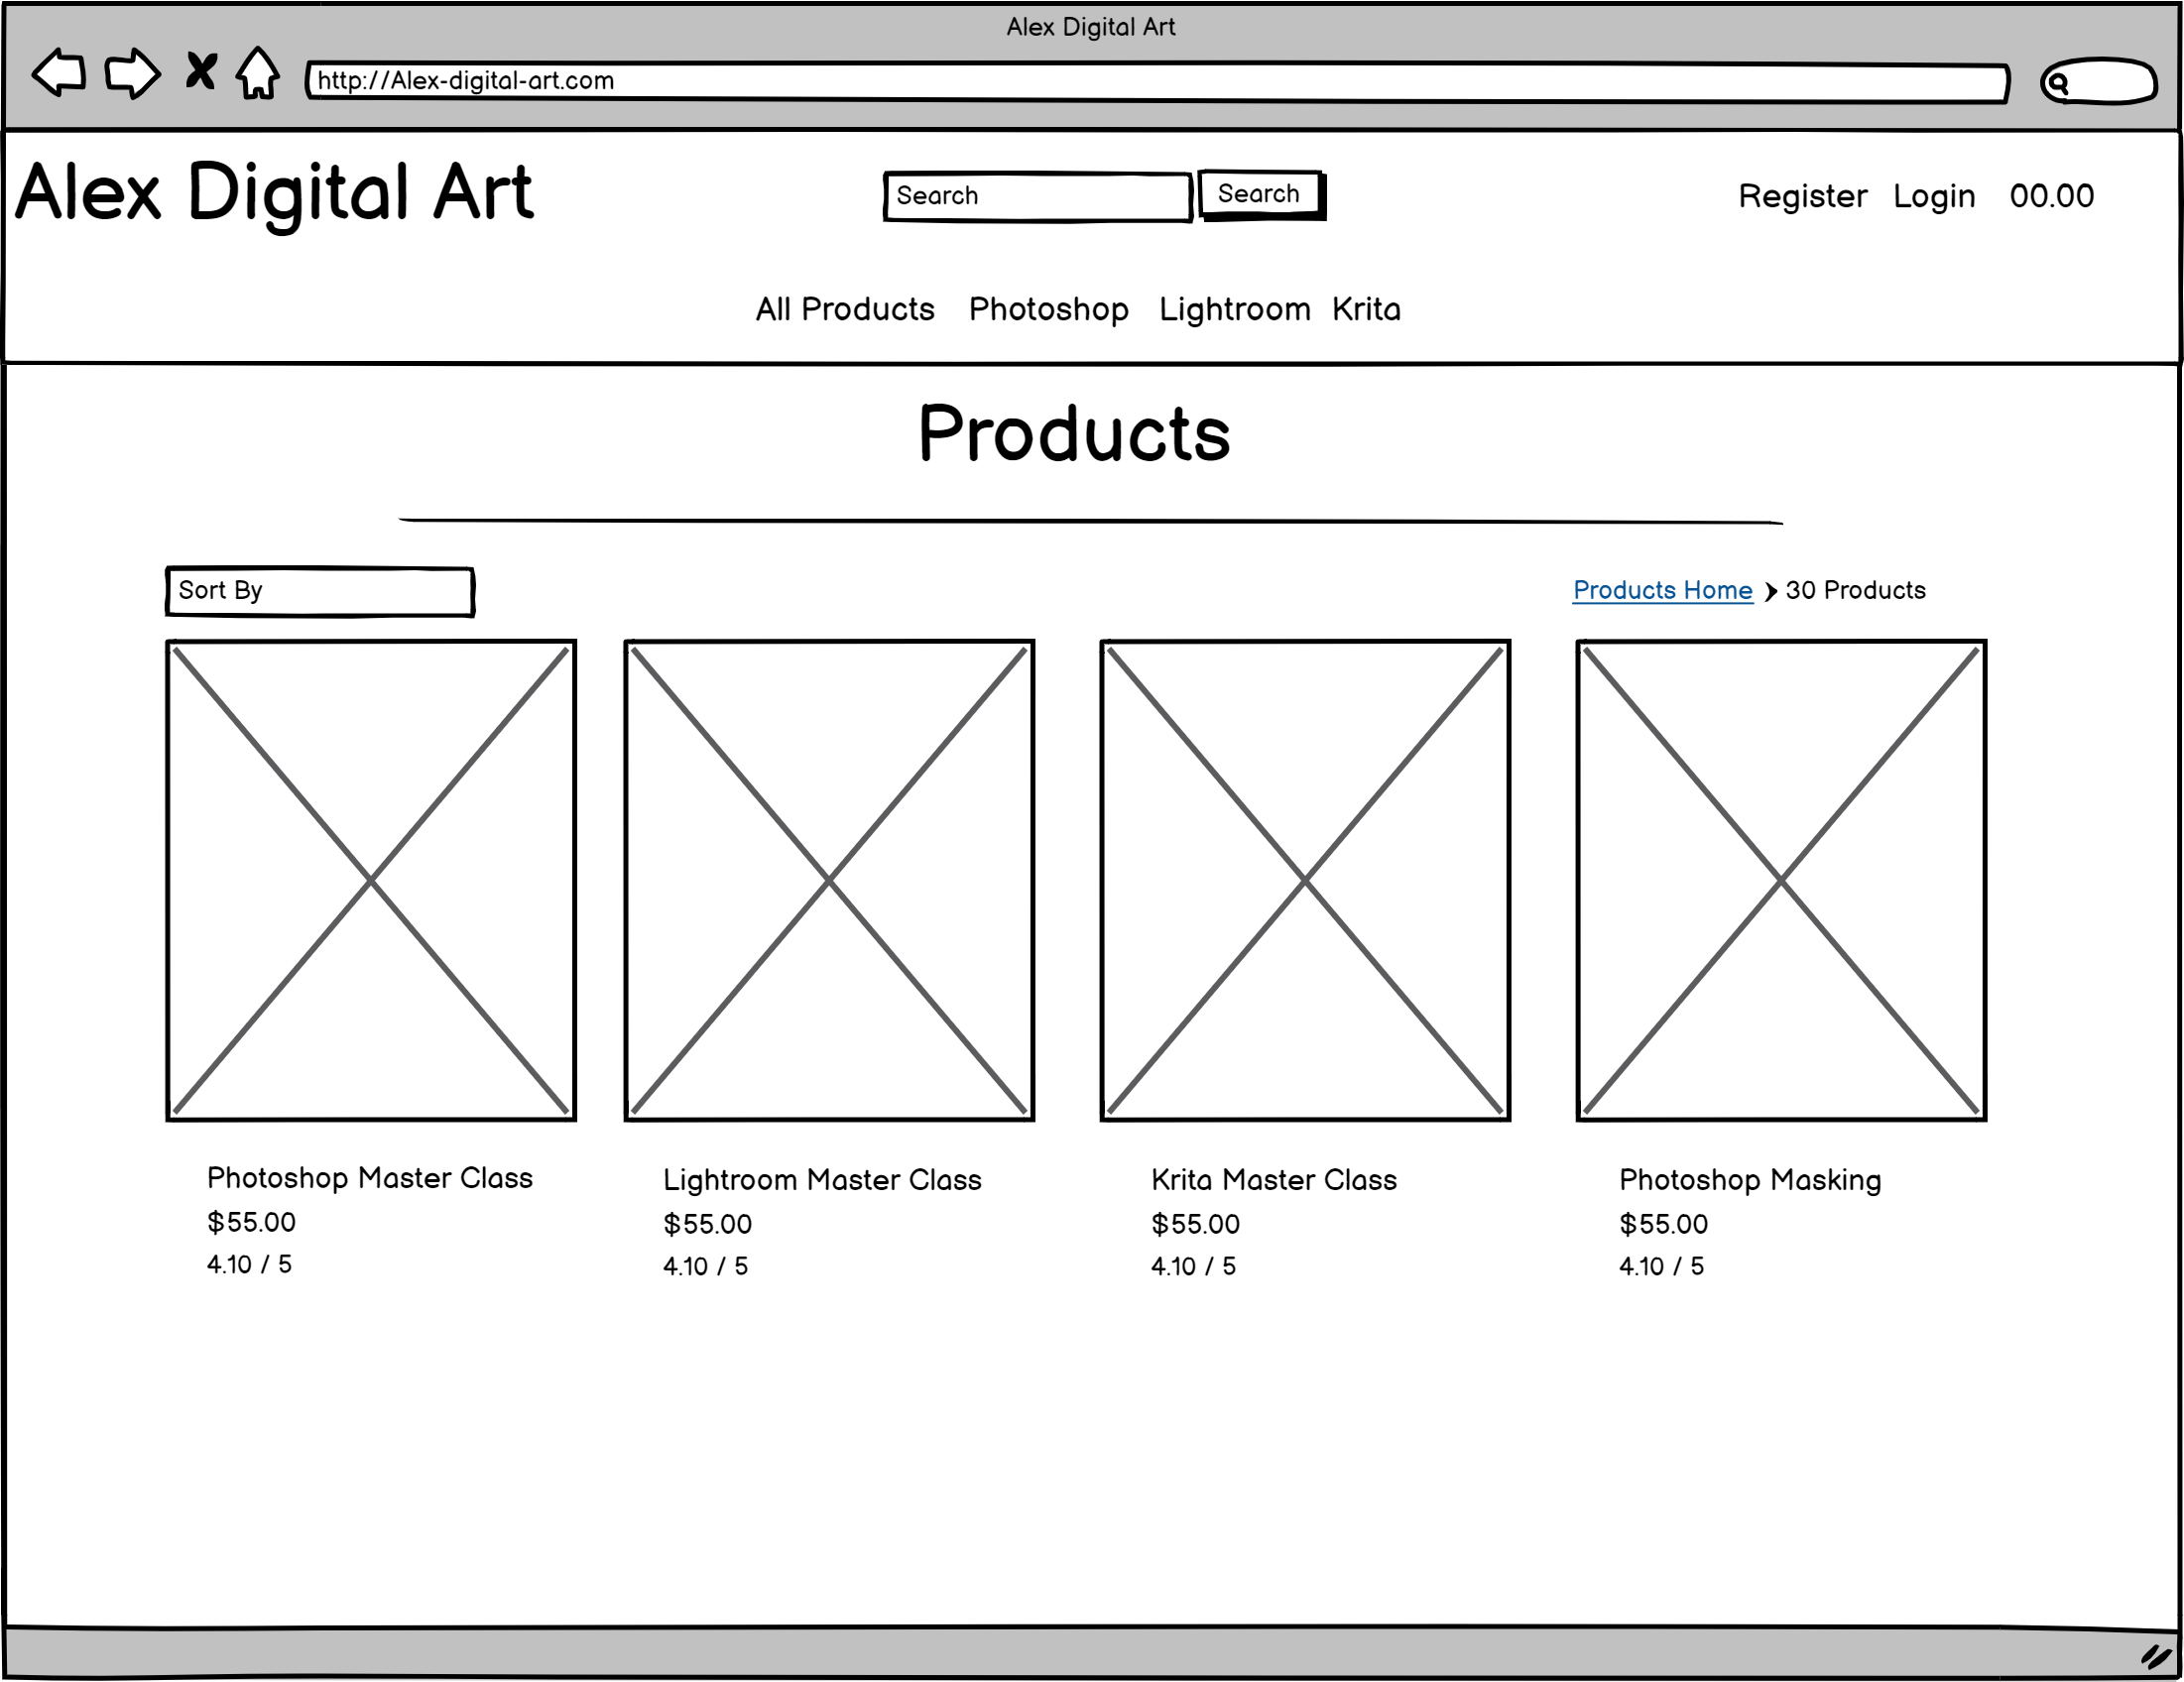 Alex Digital Art
http://Alex-digital-art.com
Alex Digital Art
Search
Search
Register Login 00.00
All Products Photoshop Lightroom Krita
Products
Sort By
Products Home 30 Products
Photoshop Master Class
$55.00
4.10 / 5
Lightroom Master Class
$55.00
4.10 / 5
Krita Master Class
$55.00
4.10 / 5
Photoshop Masking
$55.00
4.10 / 5